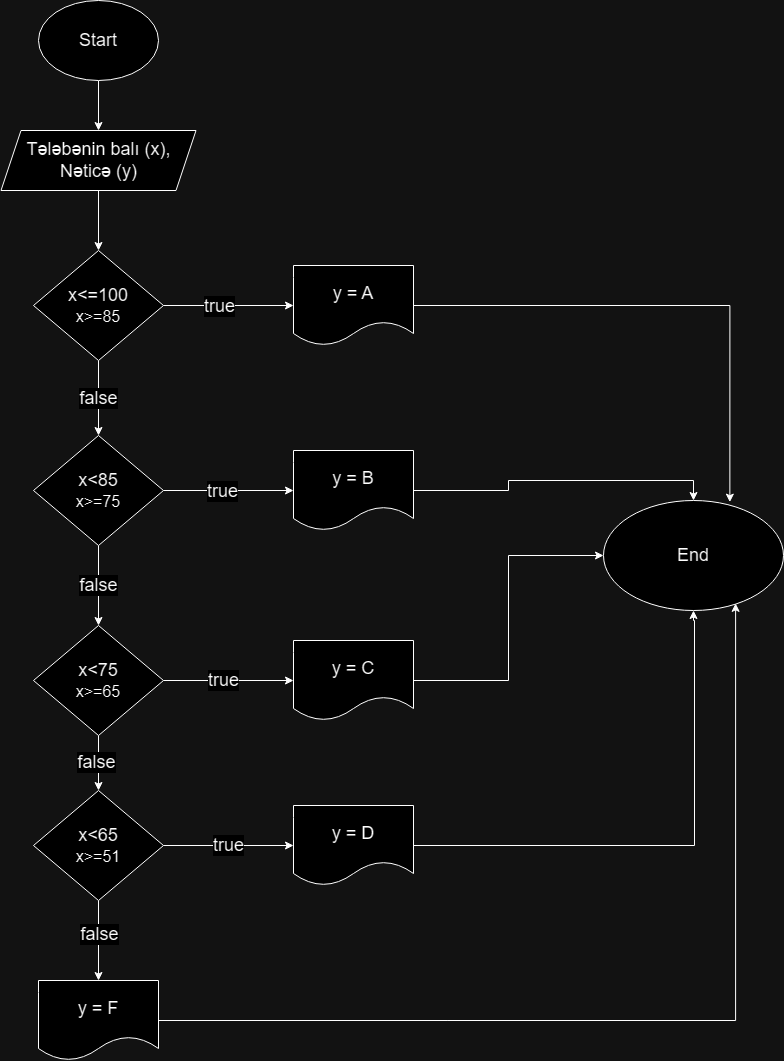 Start
Tələbənin balı (x),
Nəticə (y)
x<=100
x>=85
true
y = A
false
x<85
x>=75
true
y = B
End
false
x<75
x>=65
true
y = C
false
x<65
x>=51
true
y = D
false
y = F